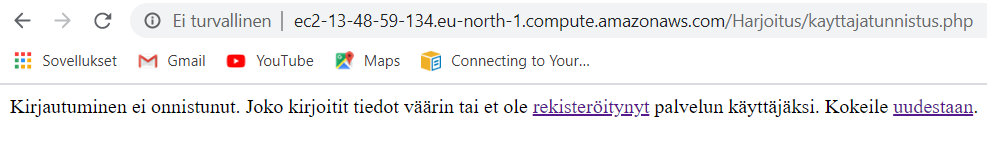 Ei turvallinen | ec2-13-48-59-134.eu-north-1.compute.amazonaws.com/Harjoitus/kayttajatunnistus.php
Sovellukset Gmail YouTube Maps Connecting to Your...
Kirjautuminen ei onnistunut. Joko kirjoitit tiedot väärin tai et ole rekisteröitynyt palvelun käyttäjäksi. Kokeile uudestaan.